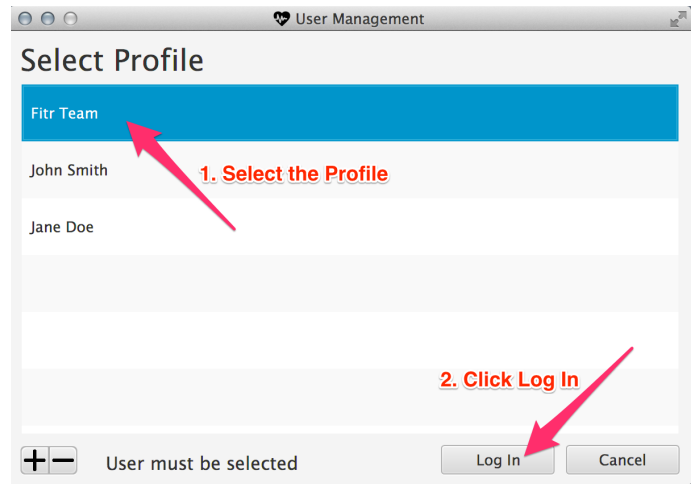 User Management
Select Profile
Fitr Team
John Smith
1. Select the Profile
Jane Doe
2. Click Log In
User must be selected
Log In
Cancel